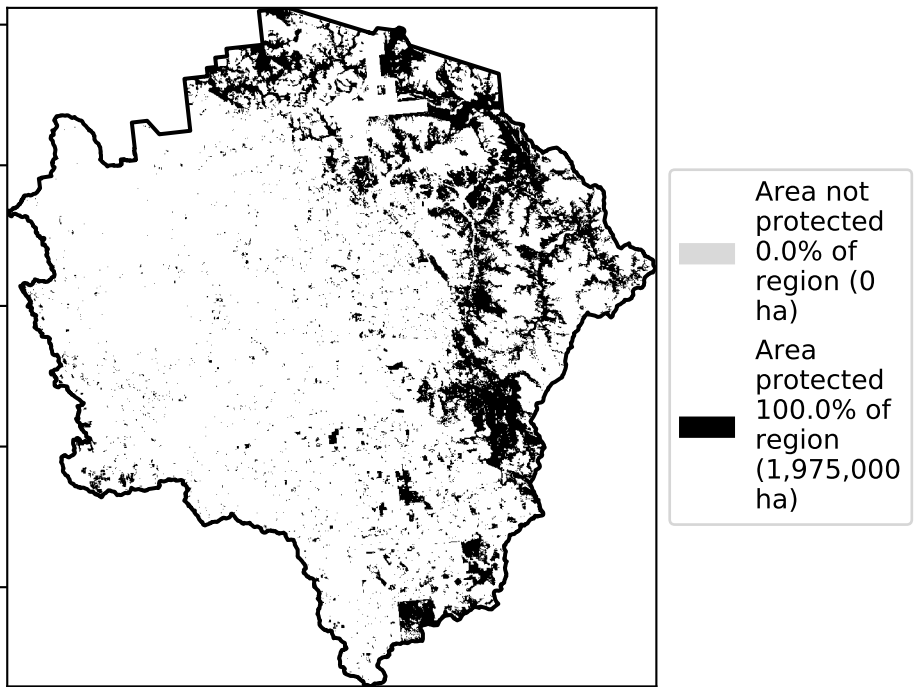 Area not
protected
0.0% of
region (0
ha)
Area
protected
100.0% of
region
(1,975,000
ha)